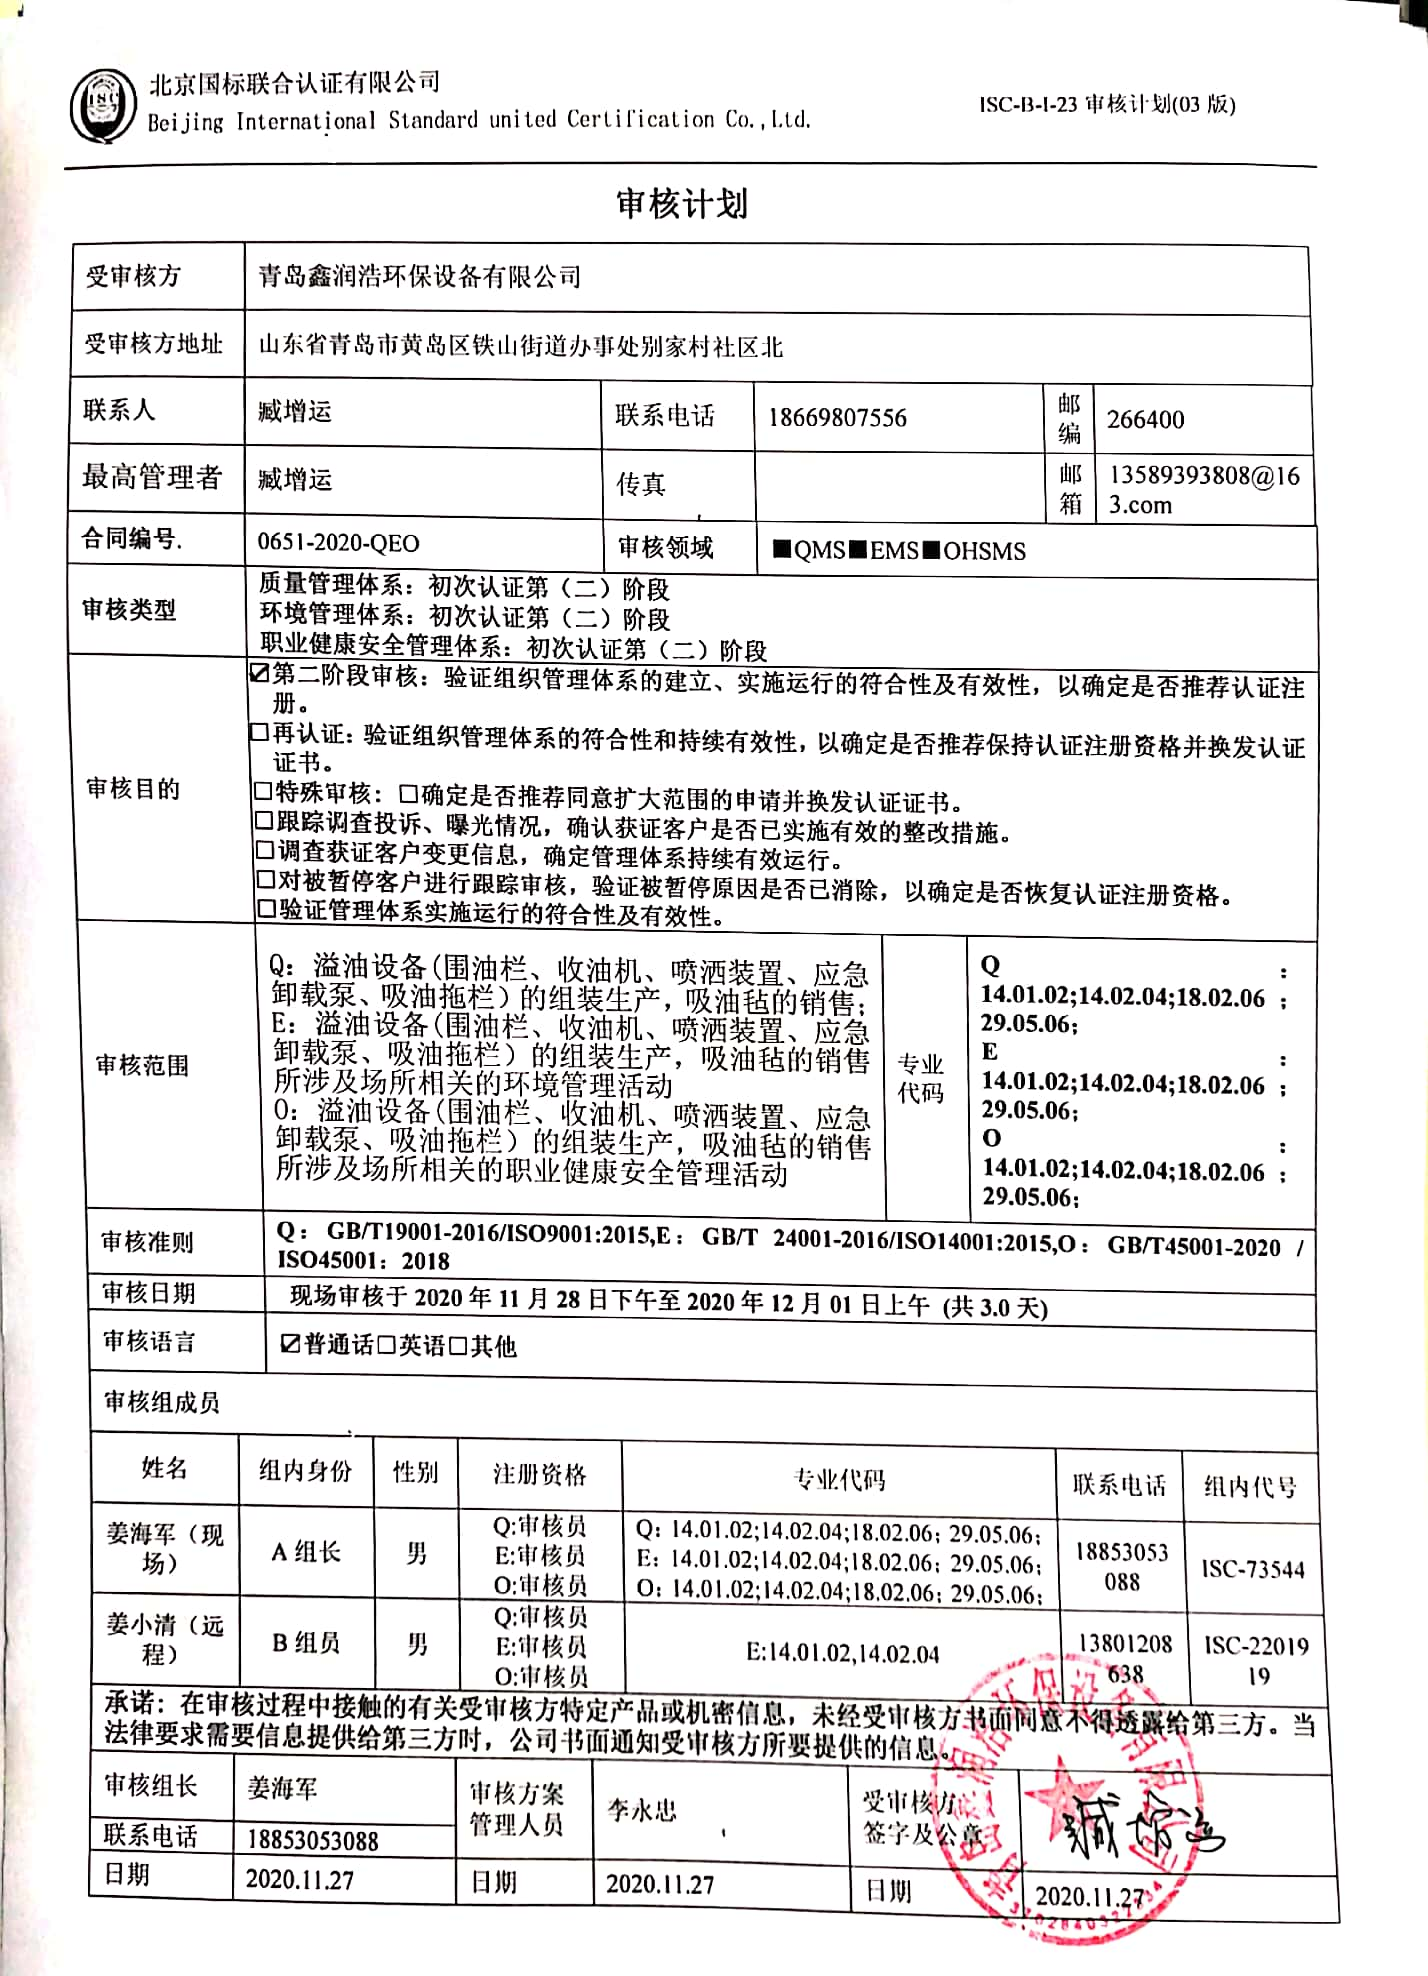 北京国标联合认证有限公司
Beijing International Standard united Certification Co.,Ltd.
ISC-B-I-23 审核计划(03 版)
审核计划
受审核方 青岛鑫润浩环保设备有限公司
受审核方地址 山东省青岛市黄岛区铁山街道办事处别家村社区北
联系人 臧增运 联系电话 18669807556 邮编 266400
最高管理者 臧增运 传真 邮箱 13589393808@163.com
合同编号. 0651-2020-QEO 审核领域 ■QMS■EMS■OHSMS
审核类型
质量管理体系：初次认证第（二）阶段
环境管理体系：初次认证第（二）阶段
职业健康安全管理体系：初次认证第（二）阶段
审核目的
☑第二阶段审核：验证组织管理体系的建立、实施运行的符合性及有效性，以确定是否推荐认证注
册。
□再认证：验证组织管理体系的符合性和持续有效性，以确定是否推荐保持认证注册资格并换发认证
证书。
□特殊审核：□确定是否推荐同意扩大范围的申请并换发认证证书。
□跟踪调查投诉、曝光情况，确认获证客户是否已实施有效的整改措施。
□调查获证客户变更信息，确定管理体系持续有效运行。
□对被暂停客户进行跟踪审核，验证被暂停原因是否已消除，以确定是否恢复认证注册资格。
□验证管理体系实施运行的符合性及有效性。
审核范围
Q：溢油设备(围油栏、收油机、喷洒装置、应急
卸载泵、吸油拖栏）的组装生产，吸油毡的销售；
E：溢油设备(围油栏、收油机、喷洒装置、应急
卸载泵、吸油拖栏）的组装生产，吸油毡的销售
所涉及场所相关的环境管理活动
O：溢油设备(围油栏、收油机、喷洒装置、应急
卸载泵、吸油拖栏）的组装生产，吸油毡的销售
所涉及场所相关的职业健康安全管理活动
专业
代码
Q ：
14.01.02;14.02.04;18.02.06 ；
29.05.06；
E ：
14.01.02;14.02.04;18.02.06 ；
29.05.06；
O ：
14.01.02;14.02.04;18.02.06 ；
29.05.06；
审核准则
Q： GB/T19001-2016/ISO9001:2015,E： GB/T 24001-2016/ISO14001:2015,O： GB/T45001-2020 /
ISO45001：2018
审核日期 现场审核于 2020 年 11 月 28 日下午至 2020 年 12 月 01 日上午 (共 3.0 天)
审核语言 ☑普通话□英语□其他
审核组成员
姓名 组内身份 性别 注册资格 专业代码 联系电话 组内代号
姜海军（现
场）
A 组长 男
Q:审核员
E:审核员
O:审核员
Q：14.01.02;14.02.04;18.02.06；29.05.06；
E：14.01.02;14.02.04;18.02.06；29.05.06；
O：14.01.02;14.02.04;18.02.06；29.05.06；
18853053
088
ISC-73544
姜小清（远
程）
B 组员 男
Q:审核员
E:审核员
O:审核员
E:14.01.02,14.02.04
13801208
638
ISC-22019
19
承诺：在审核过程中接触的有关受审核方特定产品或机密信息，未经受审核方书面同意不得透露给第三方。当
法律要求需要信息提供给第三方时，公司书面通知受审核方所要提供的信息。
审核组长 姜海军
联系电话 18853053088
审核方案
管理人员
李永忠
受审核方
签字及公章
臧增运
日期 2020.11.27 日期 2020.11.27 日期 2020.11.27